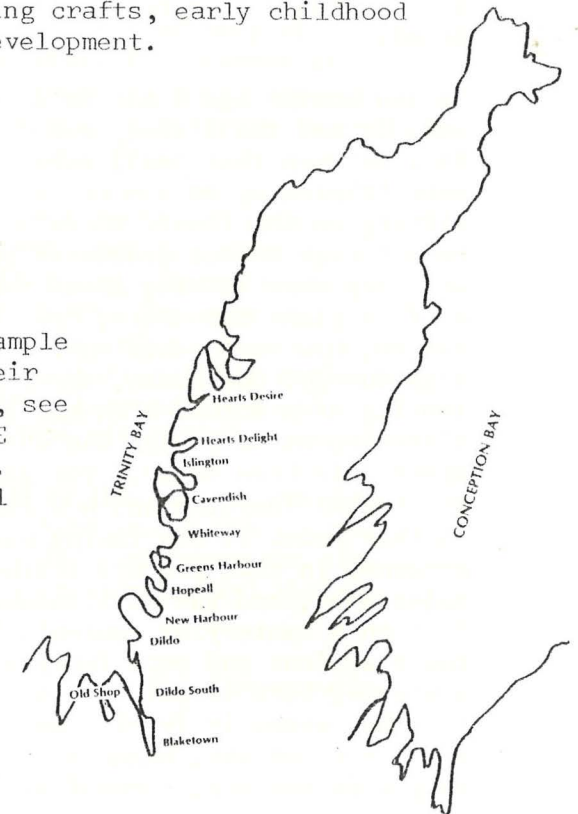 ng crafts, early childhood
evelopment.
ample
eir
, see
Hearts Desire
Hearts Delight
Islington
Cavendish
Whiteway
Greens Harbour
Hopeall
New Harbour
Dildo
Old Shop
Dildo South
Blaketown
TRINITY BAY
CONCEPTION BAY